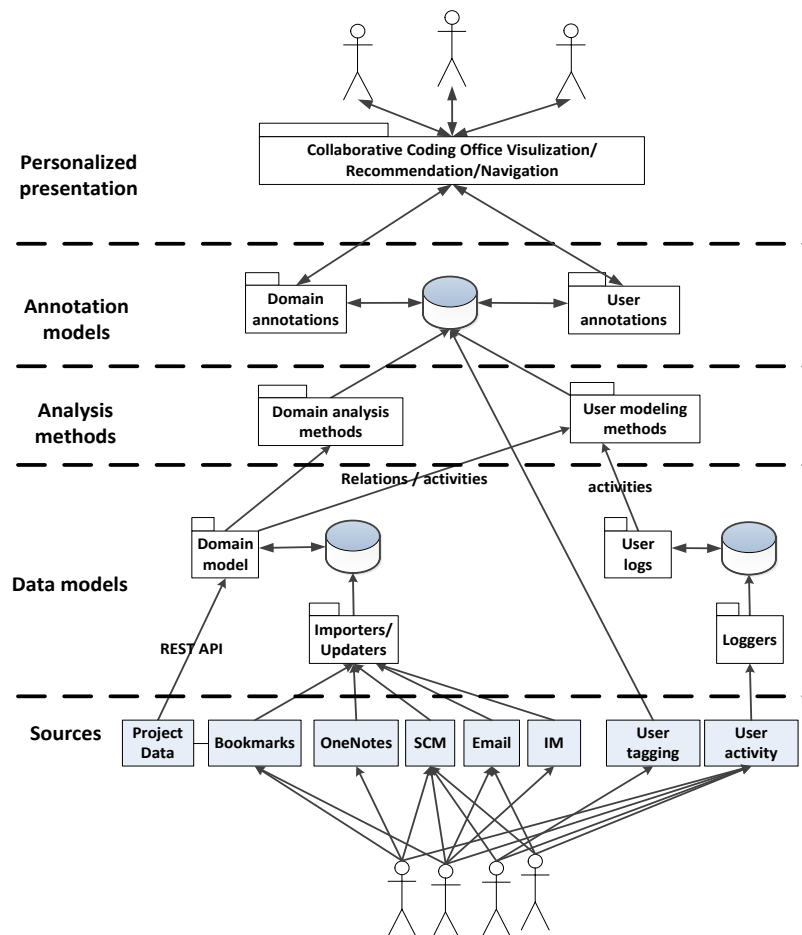 Collaborative Coding Office Visulization/
Recommendation/Navigation
Personalized
presentation
Annotation
models
Domain
annotations
User
annotations
Analysis
methods
Domain analysis
methods
User modeling
methods
Relations / activities
activities
Data models
Domain
model
User
logs
Importers/
Updaters
Loggers
REST API
Sources
Project
Data
Bookmarks
OneNotes
SCM
Email
IM
User
tagging
User
activity